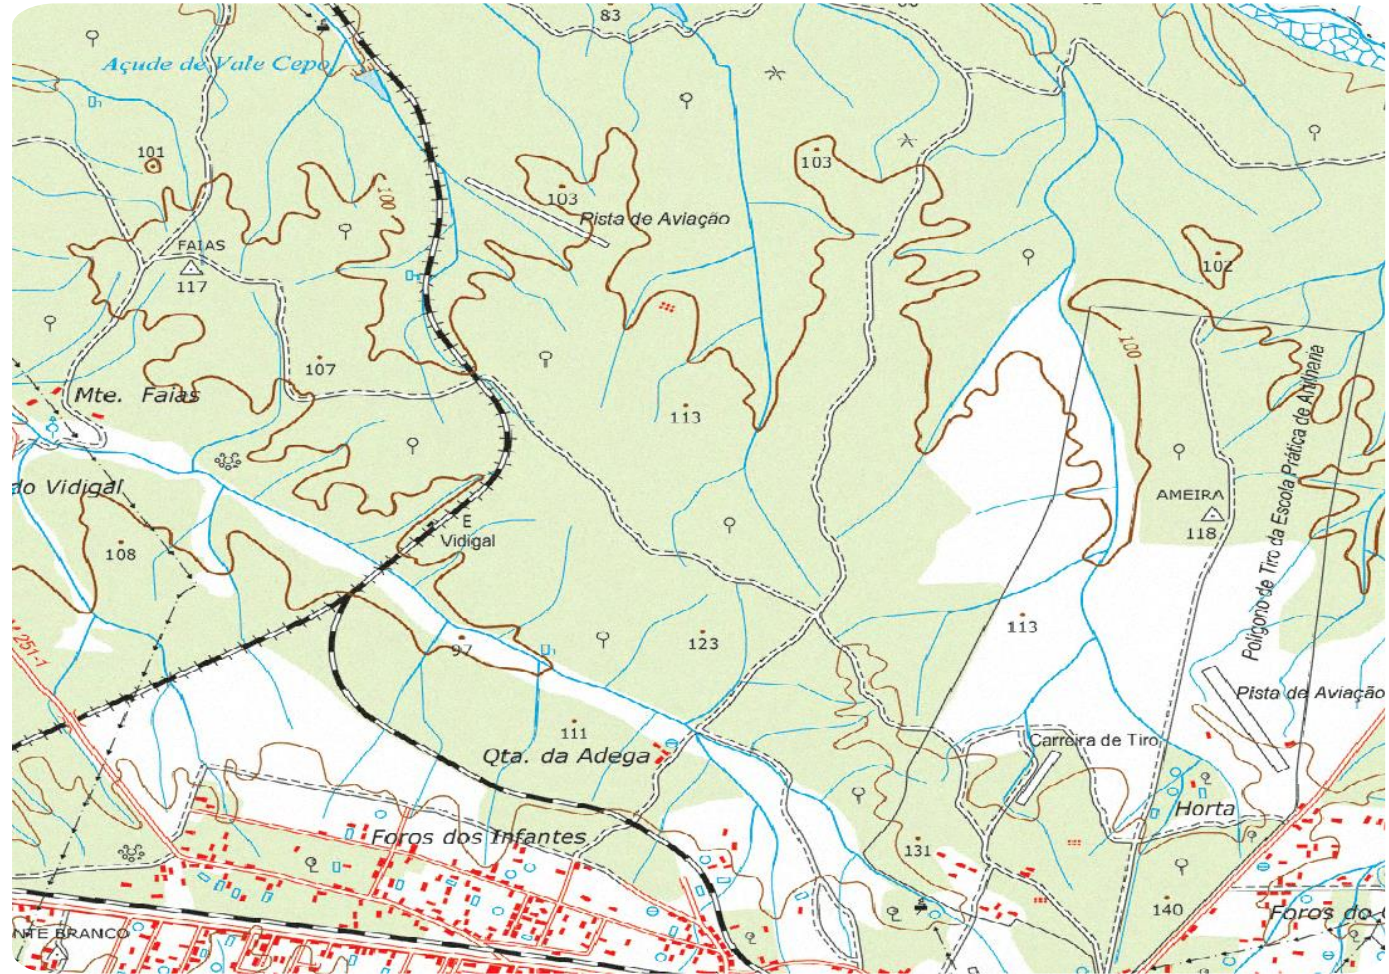 83
Açude de Vale Cepo
101
103
103
Pista de Aviação
100
FAIAS
117
102
107
100
Mte. Faias
113
do Vidigal
AMEIRA
118
E
Vidigal
108
Polígono de Tiro da Escola Prática de Artilharia
113
97
123
M 251-1
Pista de Aviação
111
Qta. da Adega
Carreira de Tiro
Horta
Foros dos Infantes
131
140
Foros do
NTE BRANCO